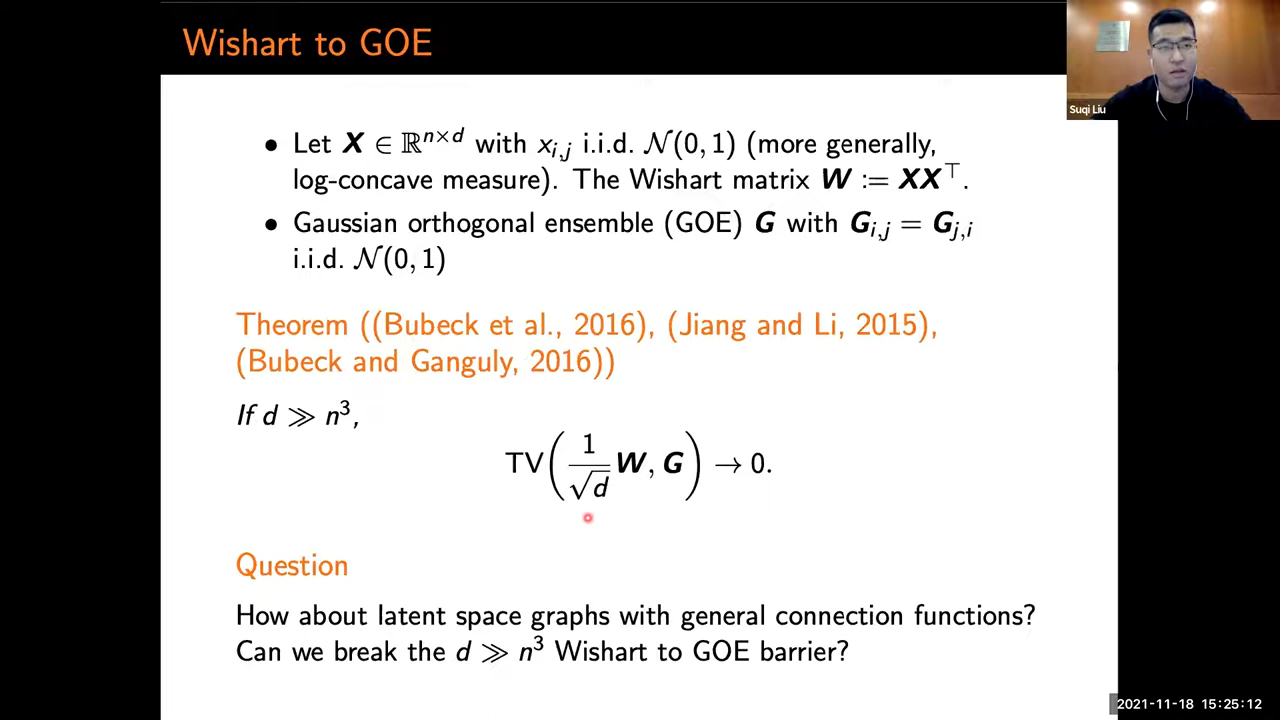 Wishart to GOE
Suqi Liu
• Let X ∈ ℝ^{n×d} with x_{i,j} i.i.d. 𝒩(0, 1) (more generally,
log-concave measure). The Wishart matrix W := XX^⊤.
• Gaussian orthogonal ensemble (GOE) G with G_{i,j} = G_{j,i}
i.i.d. 𝒩(0, 1)
Theorem ((Bubeck et al., 2016), (Jiang and Li, 2015),
(Bubeck and Ganguly, 2016))
If d ≫ n³,
TV(1/√d W, G) → 0.
Question
How about latent space graphs with general connection functions?
Can we break the d ≫ n³ Wishart to GOE barrier?
2021-11-18 15:25:12